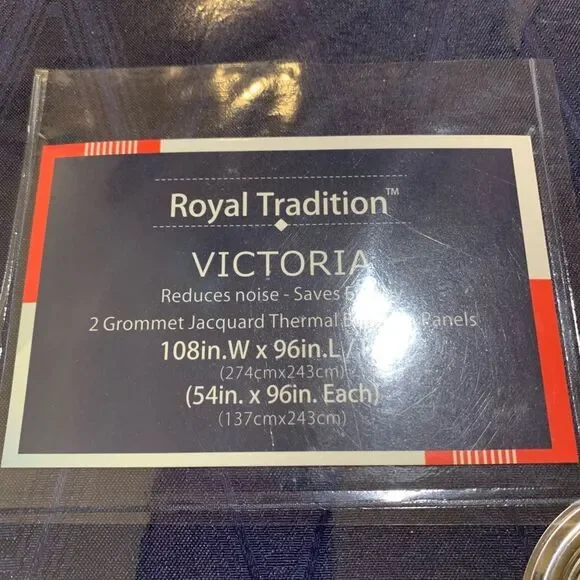 Royal Tradition™
VICTORIA
Reduces noise - Saves
2 Grommet Jacquard Thermal Panels
108in.W x 96in.L /
(274cmx243cm)
(54in. x 96in. Each)
(137cmx243cm)